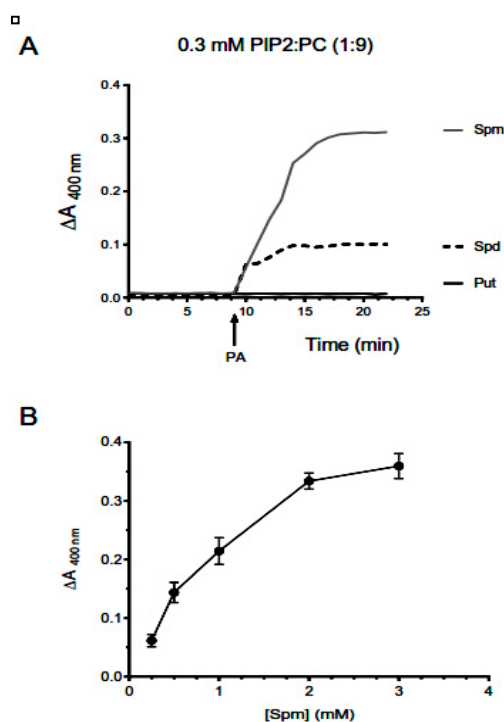 A
0.3 mM PIP2:PC (1:9)
0.4
0.3
0.2
0.1
0.0
ΔA 400 nm
0 5 10 15 20 25
PA
Time (min)
Spm
Spd
Put
B
0.4
0.3
0.2
0.1
0.0
ΔA 400 nm
0 1 2 3 4
[Spm] (mM)